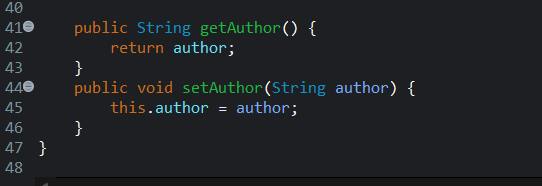 40
41 public String getAuthor() {
42 return author;
43 }
44 public void setAuthor(String author) {
45 this.author = author;
46 }
47 }
48